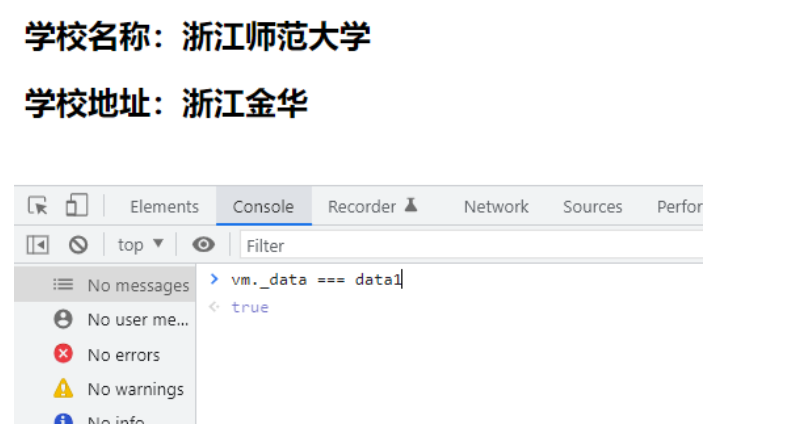 学校名称：浙江师范大学
学校地址：浙江金华
Elements Console Recorder Network Sources Perfor
top Filter
No messages
No user me...
No errors
No warnings
No info
> vm._data === data1
true